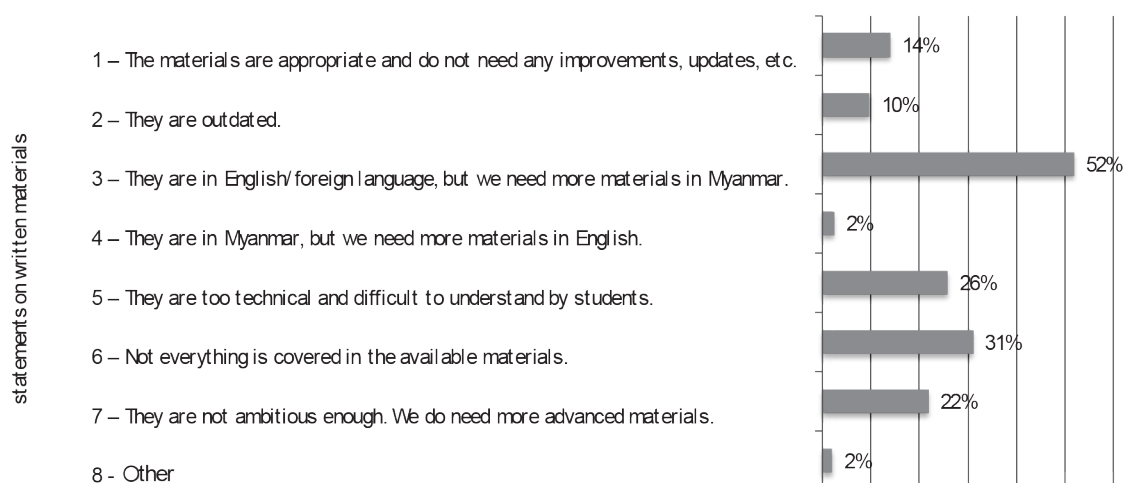 statements on written materials
1 – The materials are appropriate and do not need any improvements, updates, etc.
14%
2 – They are outdated.
10%
3 – They are in English/foreign language, but we need more materials in Myanmar.
52%
4 – They are in Myanmar, but we need more materials in English.
2%
5 – They are too technical and difficult to understand by students.
26%
6 – Not everything is covered in the available materials.
31%
7 – They are not ambitious enough. We do need more advanced materials.
22%
8 - Other
2%